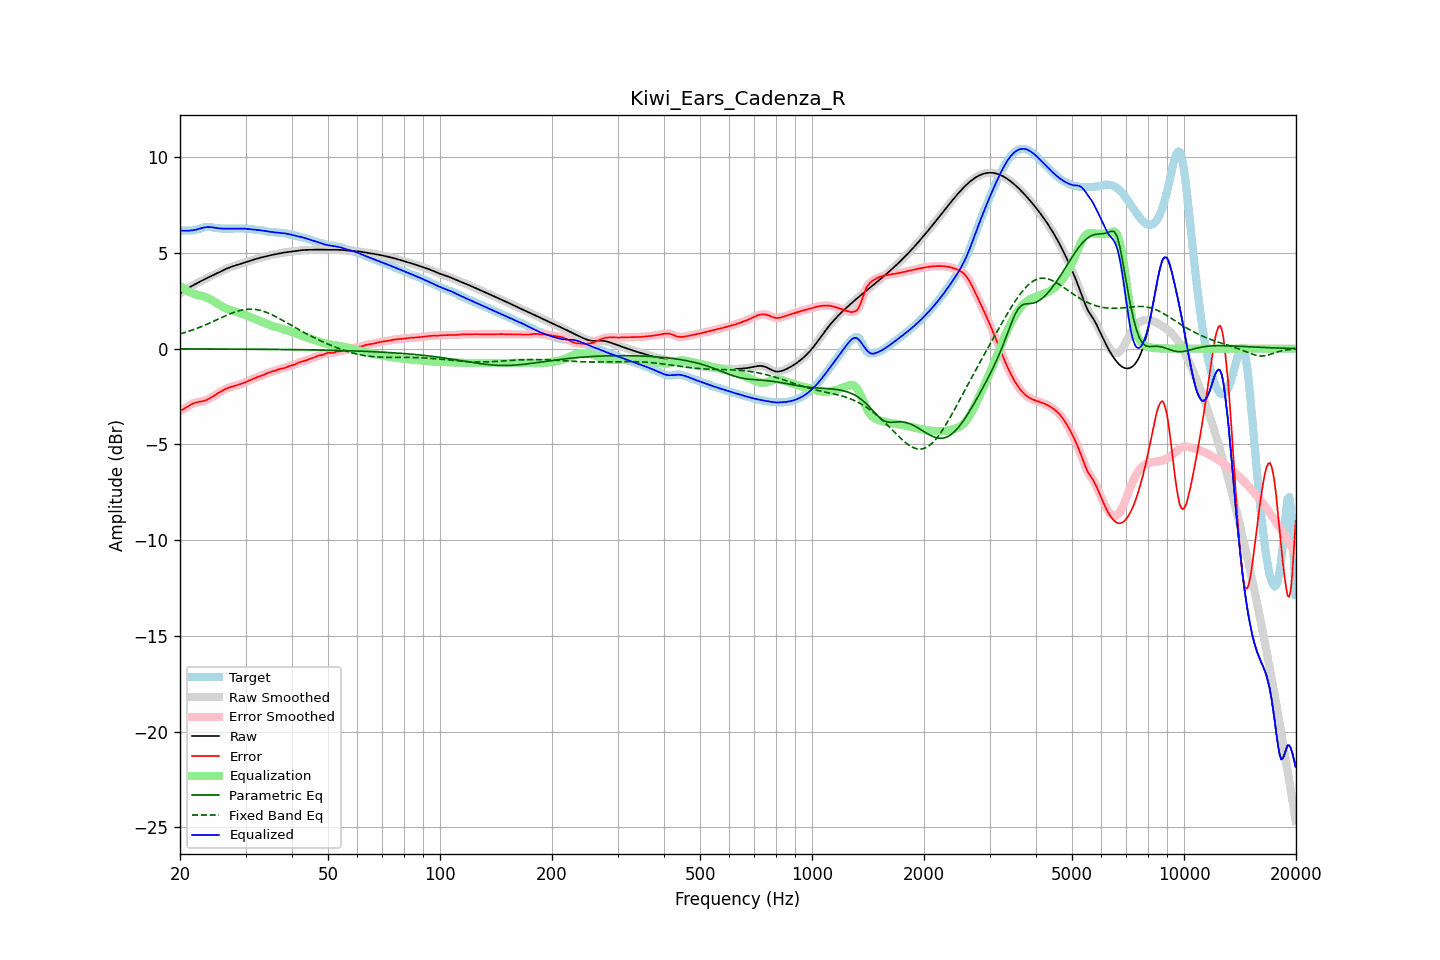 Kiwi_Ears_Cadenza_R
Amplitude (dBr)
10
5
0
−5
−10
−15
−20
−25
Target
Raw Smoothed
Error Smoothed
Raw
Error
Equalization
Parametric Eq
Fixed Band Eq
Equalized
20 50 100 200 500 1000 2000 5000 10000 20000
Frequency (Hz)